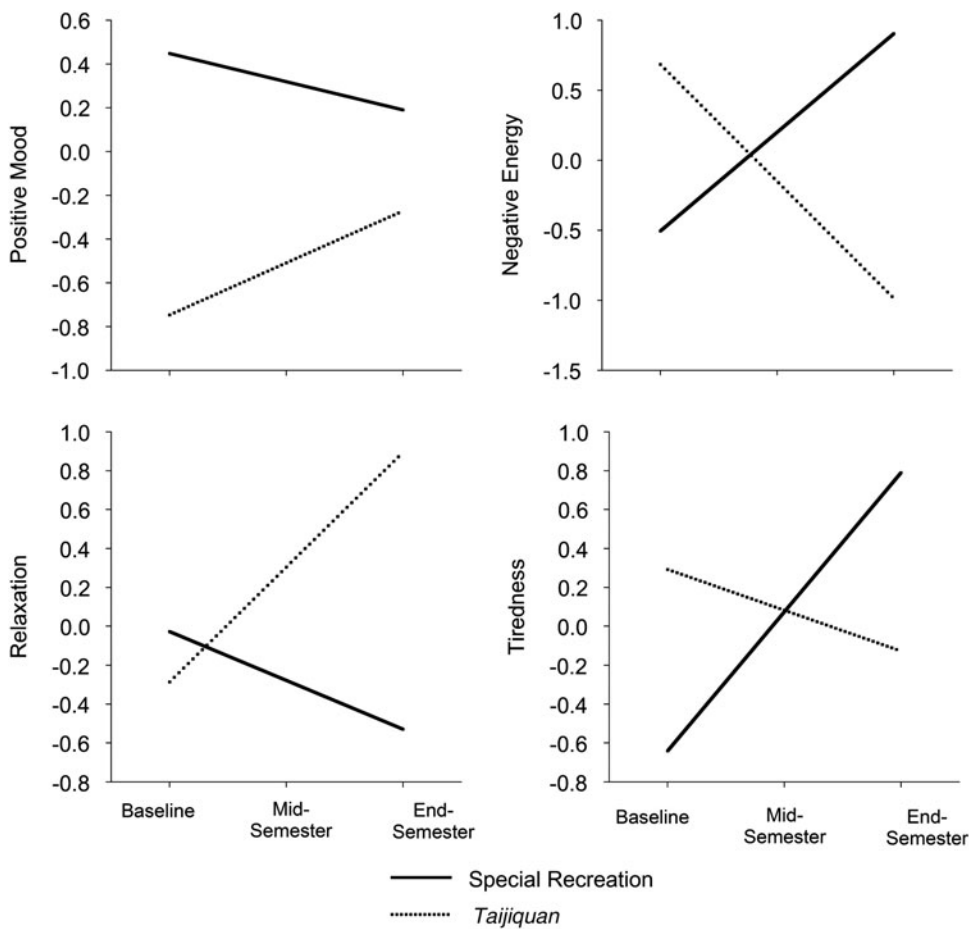 Positive Mood
0.6
0.4
0.2
0.0
-0.2
-0.4
-0.6
-0.8
-1.0
Negative Energy
1.0
0.5
0.0
-0.5
-1.0
-1.5
Relaxation
1.0
0.8
0.6
0.4
0.2
0.0
-0.2
-0.4
-0.6
-0.8
Baseline
Mid-
Semester
End-
Semester
Tiredness
1.0
0.8
0.6
0.4
0.2
0.0
-0.2
-0.4
-0.6
-0.8
Baseline
Mid-
Semester
End-
Semester
Special Recreation
Taijiquan